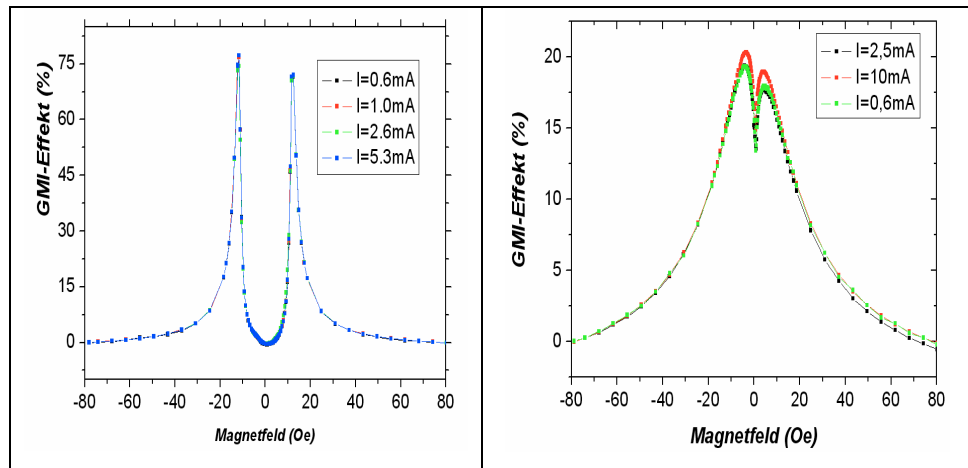 GMI-Effekt (%)
75
60
45
30
15
0
I=0.6mA
I=1.0mA
I=2.6mA
I=5.3mA
-80 -60 -40 -20 0 20 40 60 80
Magnetfeld (Oe)
GMI-Effekt (%)
20
15
10
5
0
I=2,5mA
I=10mA
I=0,6mA
-80 -60 -40 -20 0 20 40 60 80
Magnetfeld (Oe)